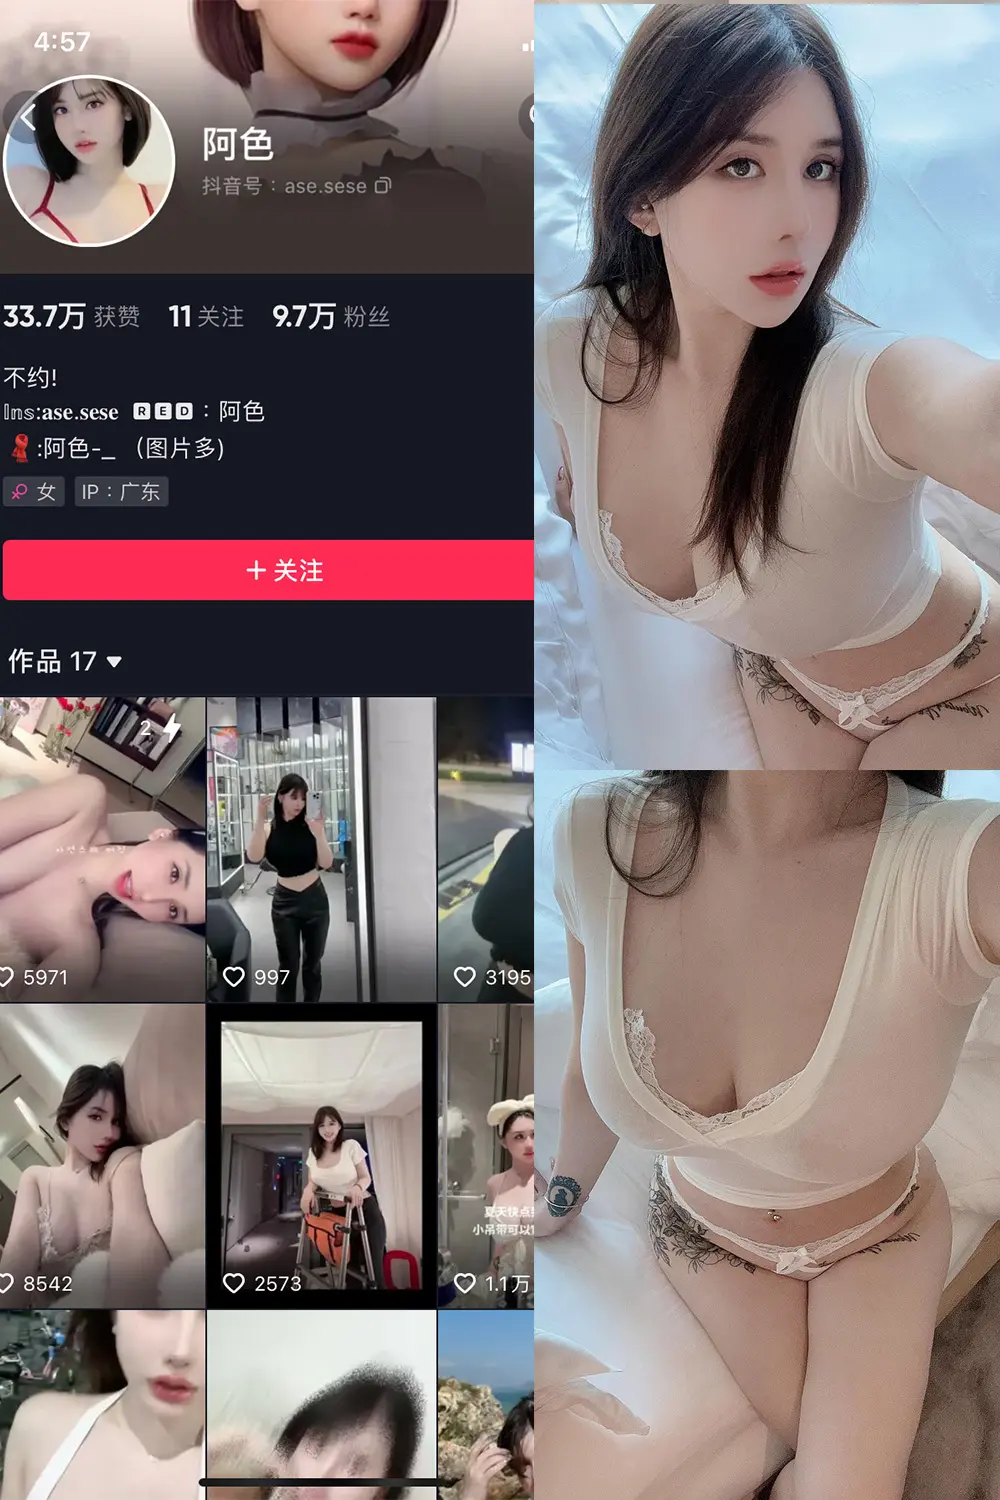 4:57
阿色
抖音号：ase.sese
33.7万 获赞 11 关注 9.7万 粉丝
不约!
Ins:ase.sese RED：阿色
:阿色-_ （图片多)
女 IP：广东
+ 关注
作品 17
2
5971
997
3195
8542
2573
夏天快点
小吊带可以
1.1万